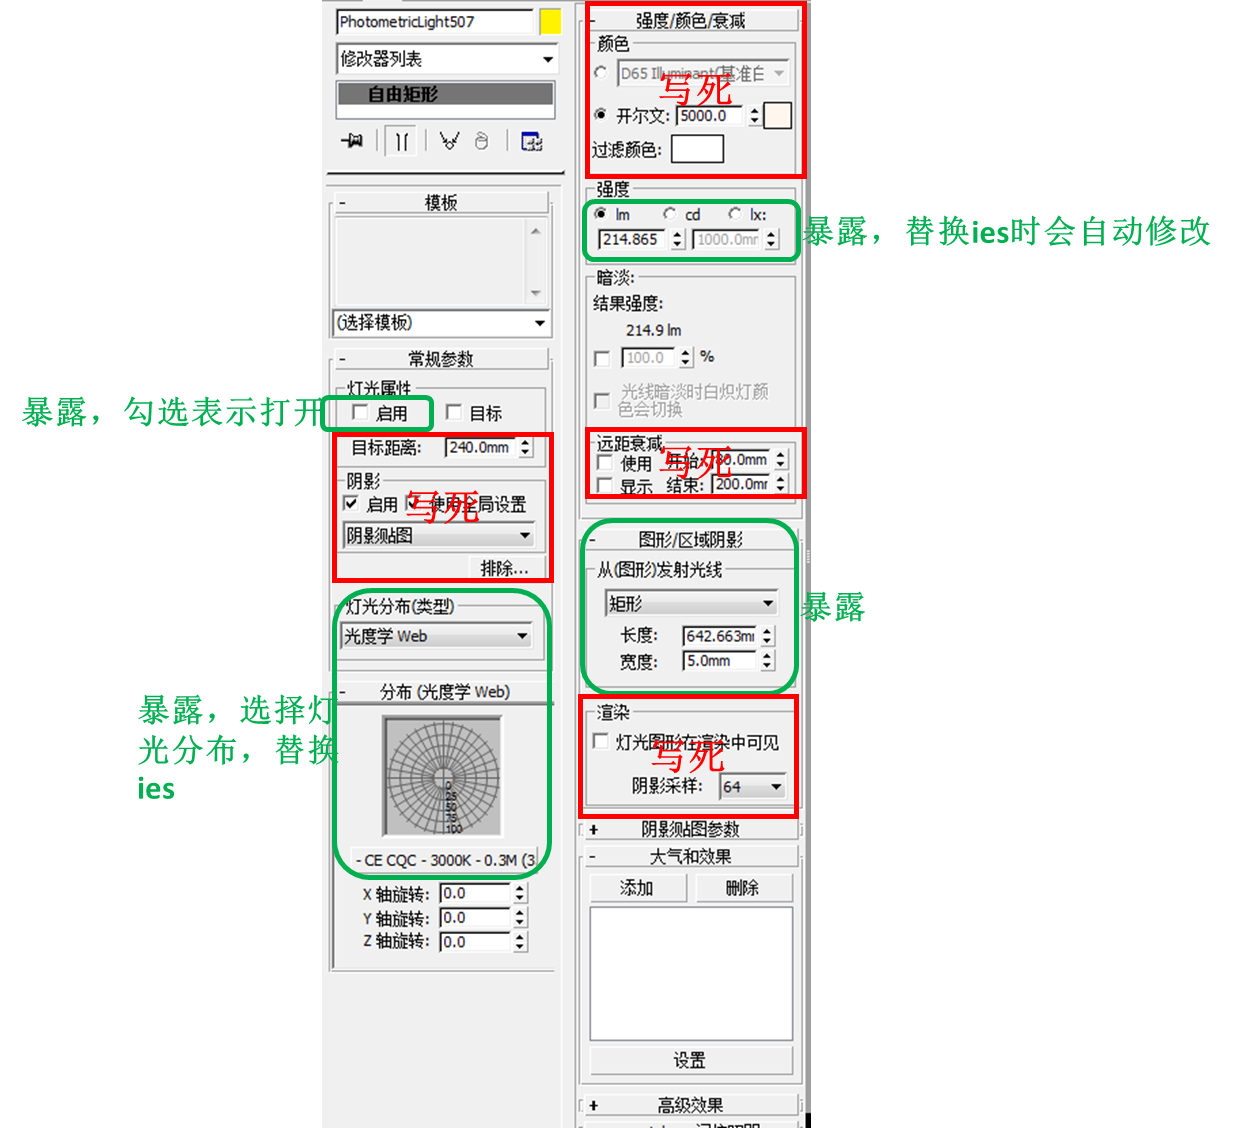 PhotometricLight507
修改器列表
自由矩形
- 模板
(选择模板)
- 常规参数
灯光属性
启用 目标
暴露，勾选表示打开
目标距离: 240.0mm
阴影
启用 使用全局设置
写死
阴影贴图
排除...
灯光分布(类型)
光度学 Web
- 分布 (光度学 Web)
暴露，选择灯
光分布，替换
ies
0
25
50
75
100
- CE CQC - 3000K - 0.3M (3
X 轴旋转: 0.0
Y 轴旋转: 0.0
Z 轴旋转: 0.0
- 强度/颜色/衰减
颜色
D65 Illuminant(基准白
写死
开尔文: 5000.0
过滤颜色:
强度
lm cd lx:
214.865 1000.0mr
暴露，替换ies时会自动修改
暗淡:
结果强度:
214.9 lm
100.0 %
光线暗淡时白炽灯颜
色会切换
远距衰减
使用 开始: 80.0mm
写死
显示 结束: 200.0mr
- 图形/区域阴影
从(图形)发射光线
矩形
暴露
长度: 642.663mı
宽度: 5.0mm
渲染
灯光图形在渲染中可见
写死
阴影采样: 64
+ 阴影贴图参数
- 大气和效果
添加 删除
设置
+ 高级效果